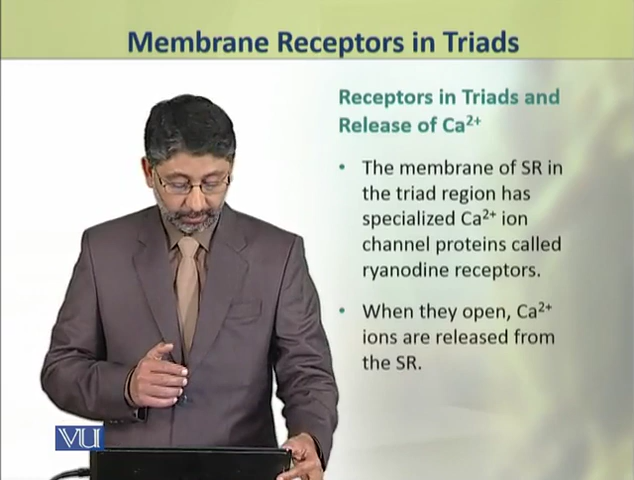 Membrane Receptors in Triads
Receptors in Triads and
Release of Ca²⁺
• The membrane of SR in
the triad region has
specialized Ca²⁺ ion
channel proteins called
ryanodine receptors.
• When they open, Ca²⁺
ions are released from
the SR.
VU